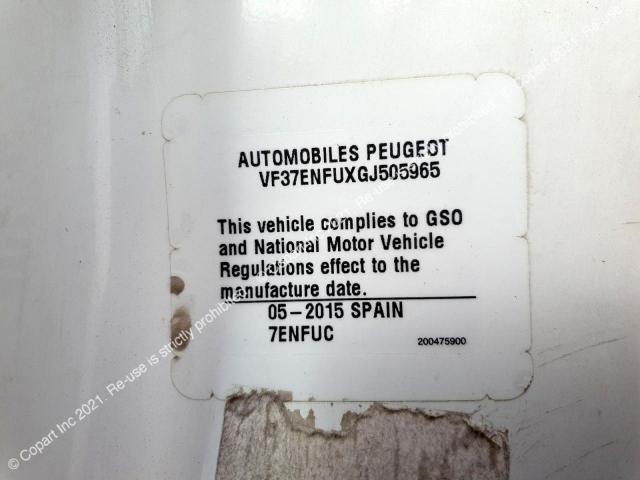 AUTOMOBILES PEUGEOT
VF37ENFUXGJ505965
This vehicle complies to GSO
and National Motor Vehicle
Regulations effect to the
manufacture date.
05-2015 SPAIN
7ENFUC
200475900
© Copart Inc 2021. Re-use is strictly prohibited